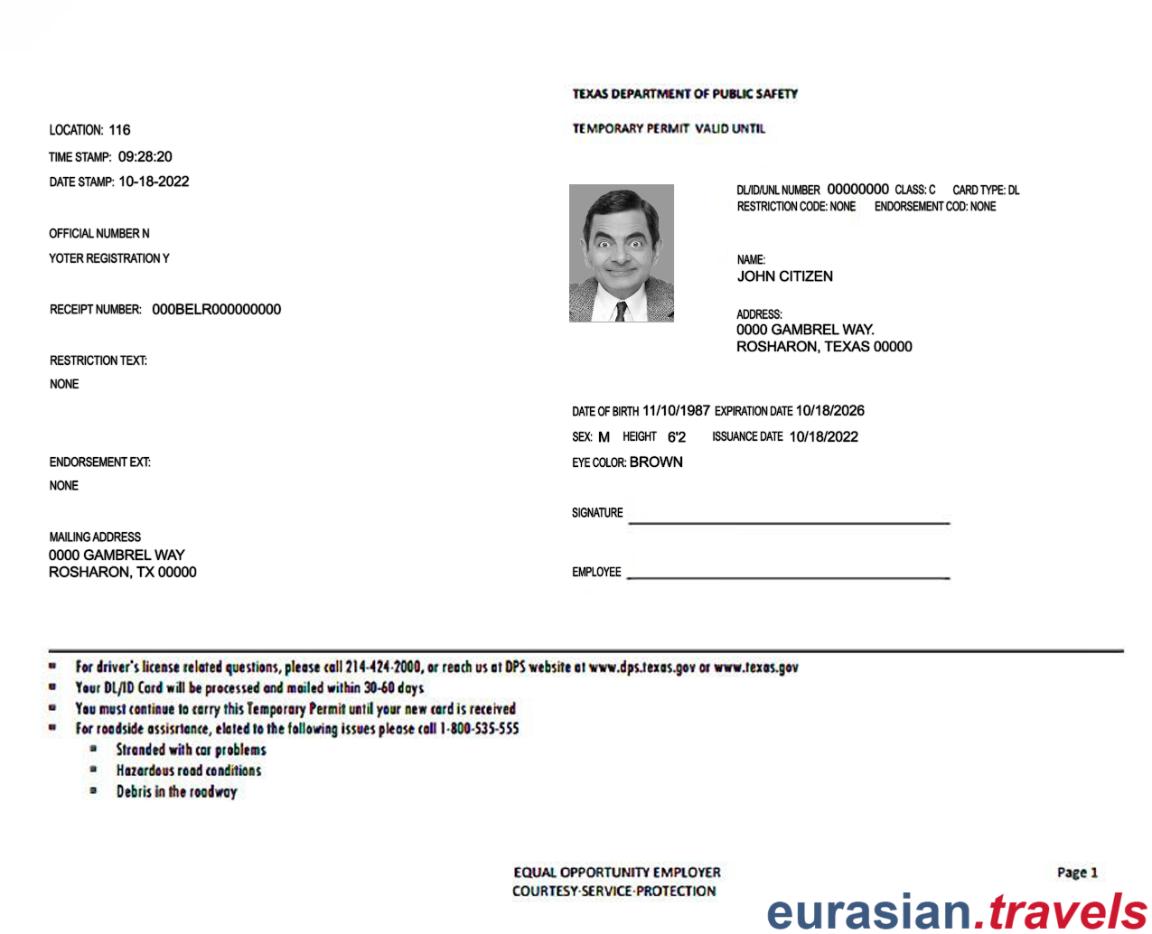 TEXAS DEPARTMENT OF PUBLIC SAFETY
TEMPORARY PERMIT VALID UNTIL
LOCATION: 116
TIME STAMP: 09:28:20
DATE STAMP: 10-18-2022
OFFICIAL NUMBER N
YOTER REGISTRATION Y
RECEIPT NUMBER: 000BELR000000000
RESTRICTION TEXT:
NONE
ENDORSEMENT EXT:
NONE
MAILING ADDRESS
0000 GAMBREL WAY
ROSHARON, TX 00000
DL/ID/UNL NUMBER 00000000 CLASS: C CARD TYPE: DL
RESTRICTION CODE: NONE ENDORSEMENT COD: NONE
NAME:
JOHN CITIZEN
ADDRESS:
0000 GAMBREL WAY.
ROSHARON, TEXAS 00000
DATE OF BIRTH 11/10/1987 EXPIRATION DATE 10/18/2026
SEX: M HEIGHT 6'2 ISSUANCE DATE 10/18/2022
EYE COLOR: BROWN
SIGNATURE
EMPLOYEE
For driver's license related questions, please call 214-424-2000, or reach us at DPS website at www.dps.texas.gov or www.texas.gov
Your DL/ID Card will be processed and mailed within 30-60 days
You must continue to carry this Temporary Permit until your new card is received
For roadside assisrtance, elated to the following issues please call 1-800-535-555
Stranded with car problems
Hazardous road conditions
Debris in the roadway
EQUAL OPPORTUNITY EMPLOYER
COURTESY·SERVICE·PROTECTION
Page 1
eurasian.travels